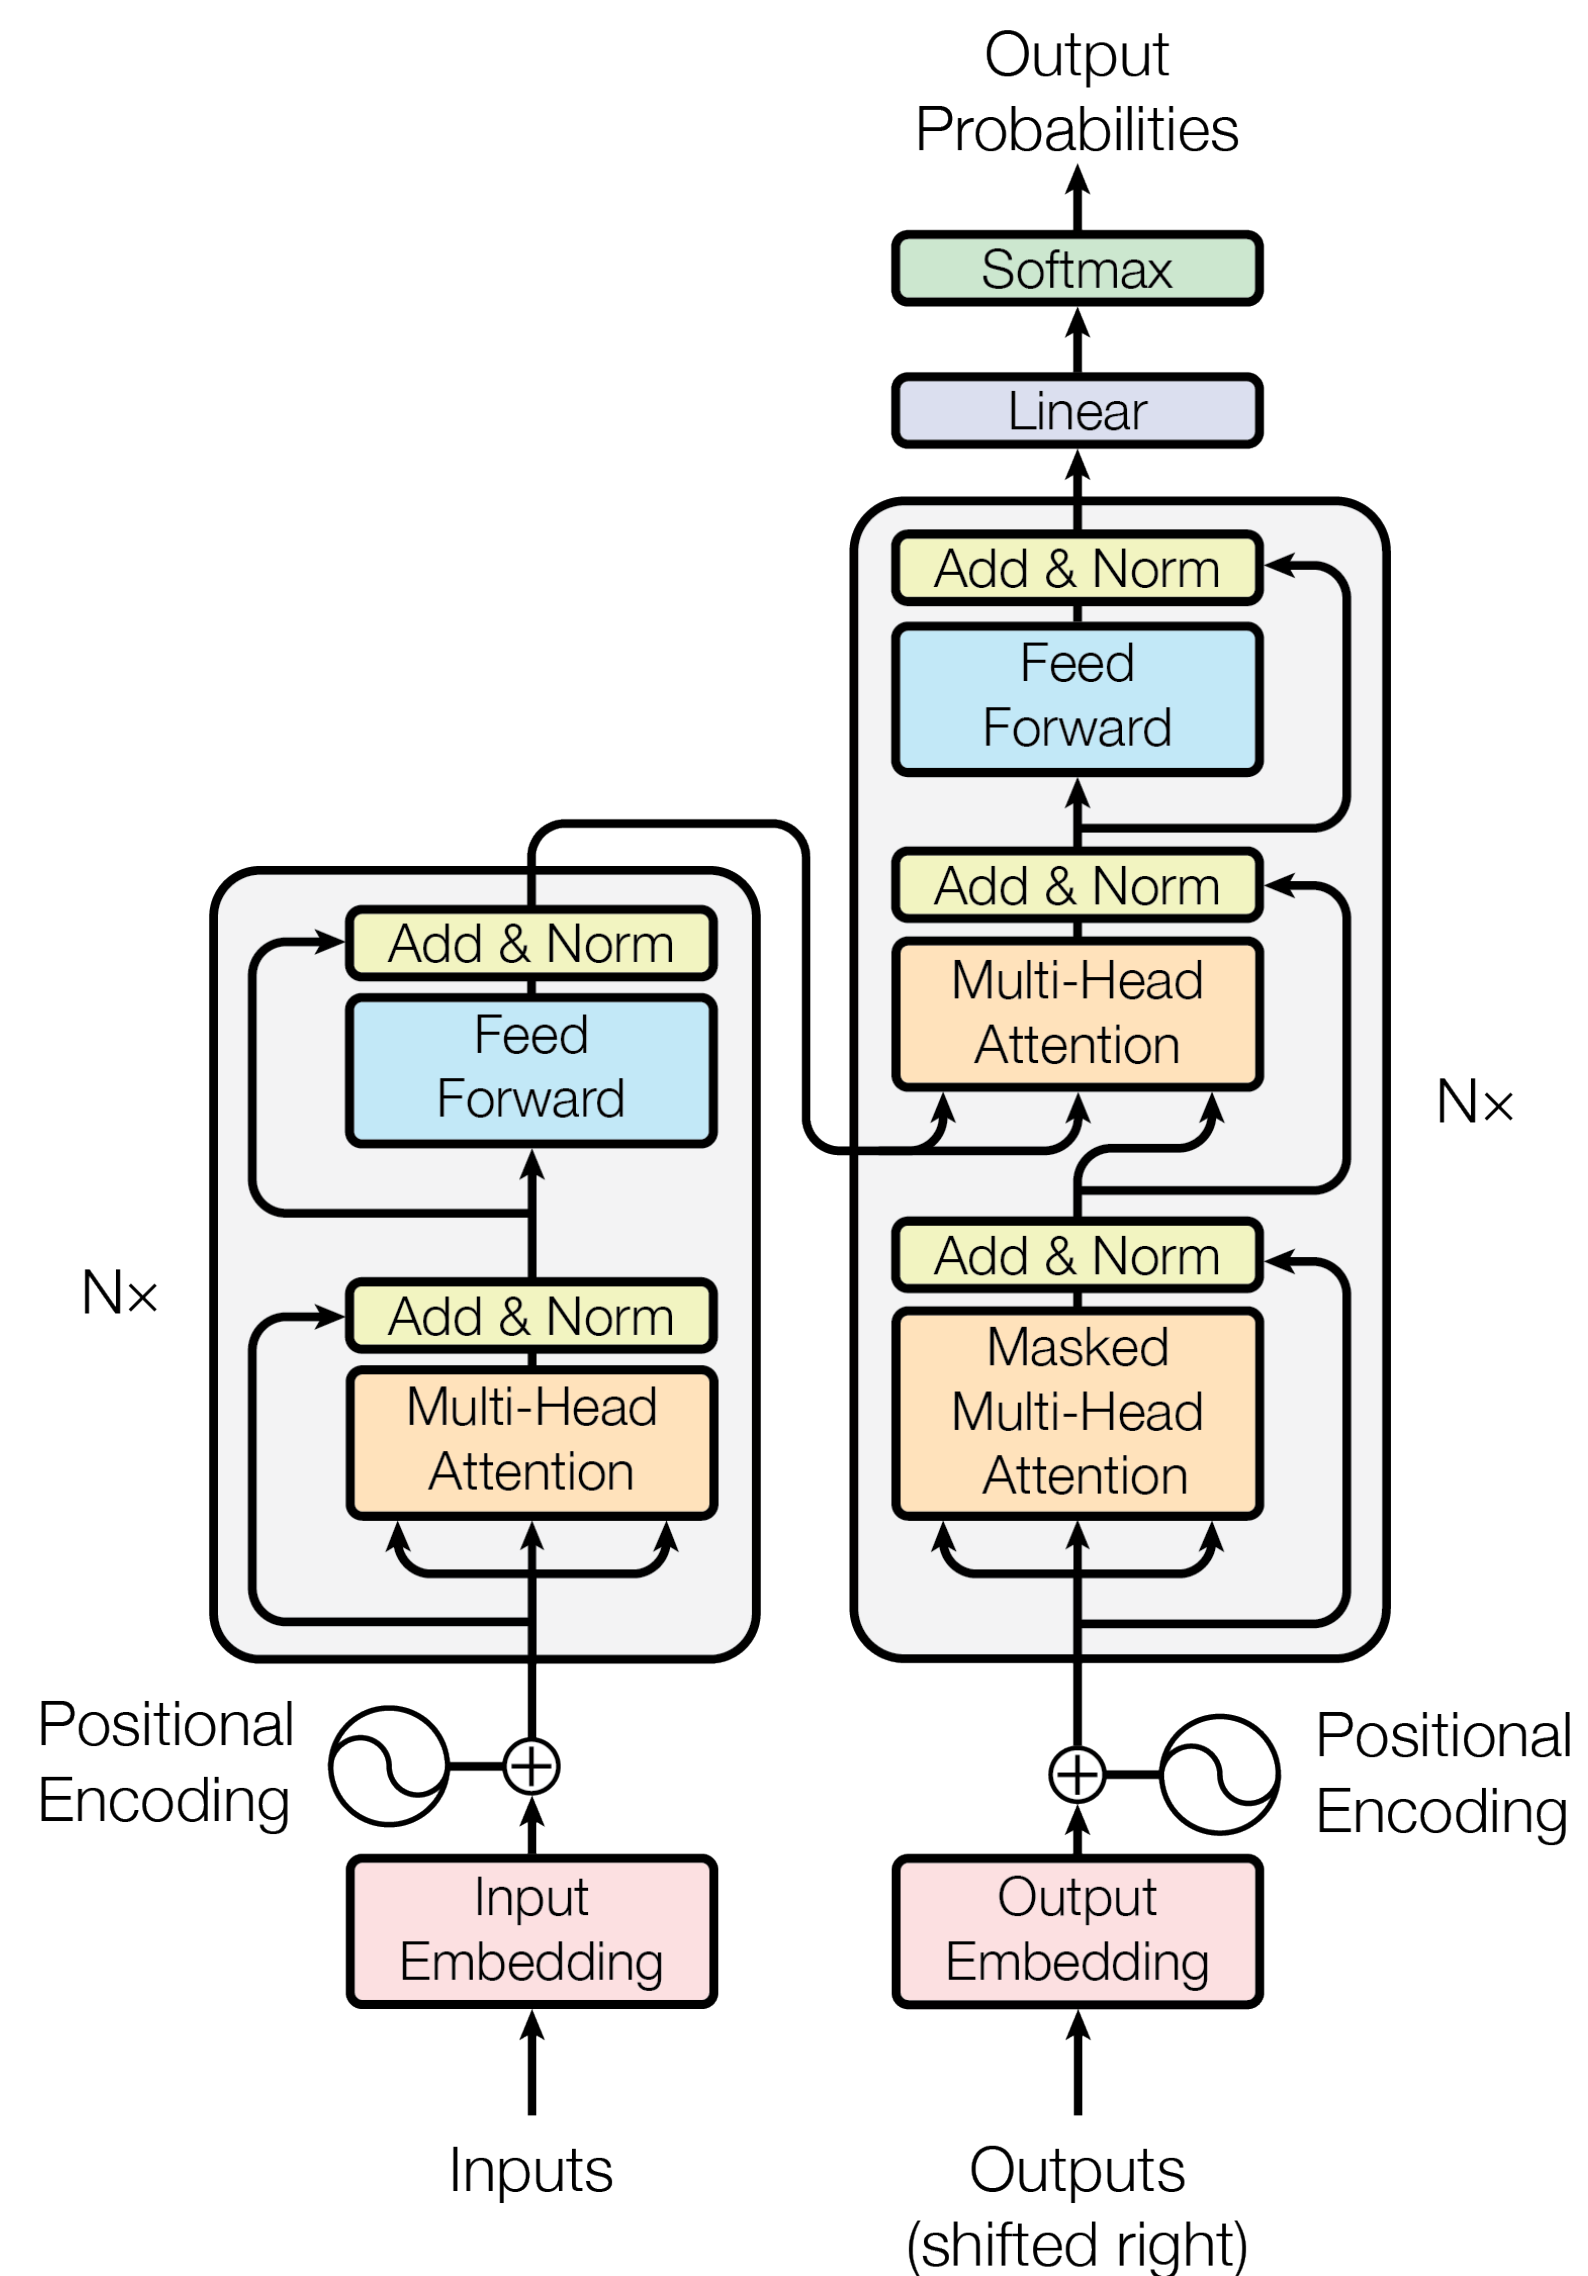 Output
Probabilities
Softmax
Linear
Add & Norm
Feed
Forward
Add & Norm
Multi-Head
Attention
N×
Add & Norm
Masked
Multi-Head
Attention
Add & Norm
Feed
Forward
N×
Add & Norm
Multi-Head
Attention
Positional
Encoding
Positional
Encoding
Input
Embedding
Output
Embedding
Inputs
Outputs
(shifted right)